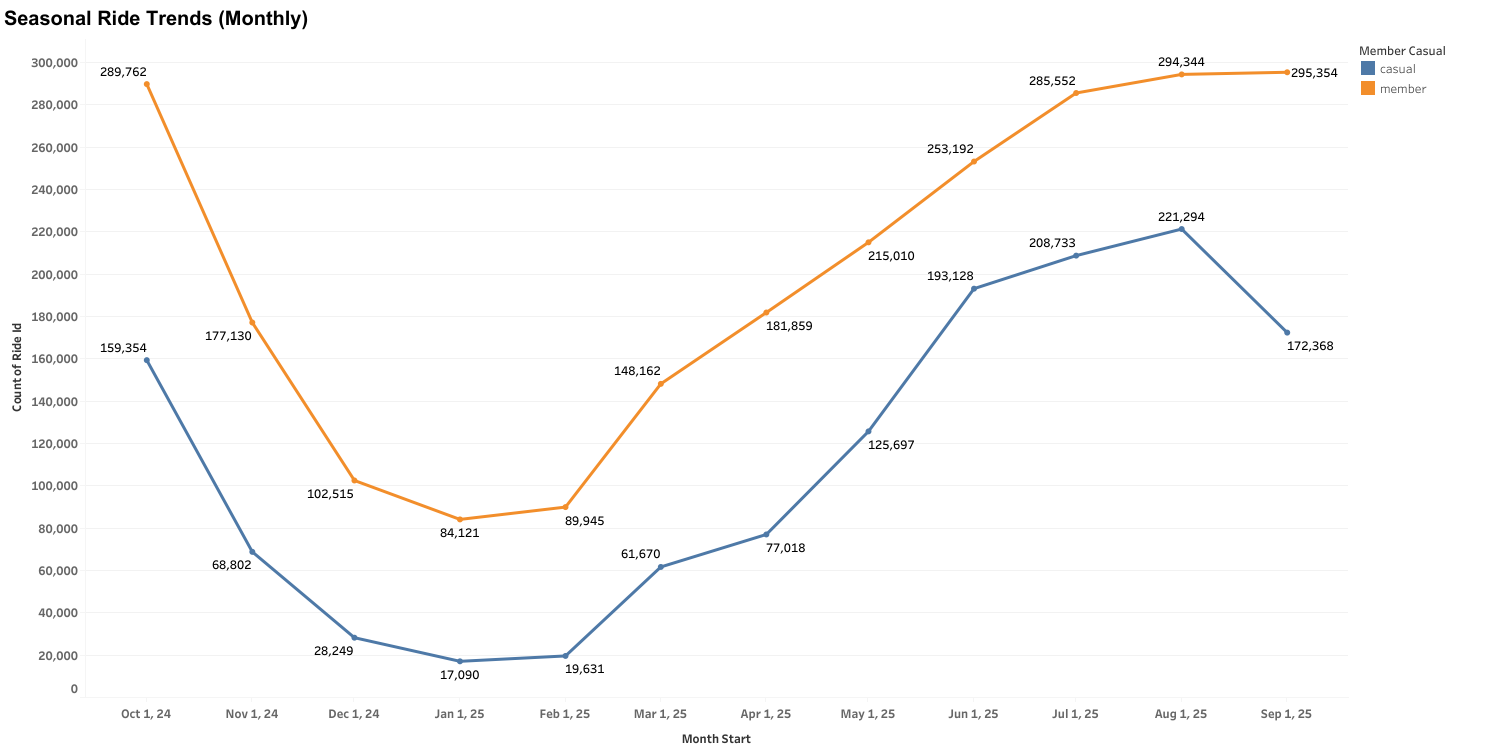 Seasonal Ride Trends (Monthly)
Member Casual
casual
member
Count of Ride Id
300,000
280,000
260,000
240,000
220,000
200,000
180,000
160,000
140,000
120,000
100,000
80,000
60,000
40,000
20,000
0
289,762
177,130
102,515
84,121
89,945
148,162
181,859
215,010
253,192
285,552
294,344
295,354
159,354
68,802
28,249
17,090
19,631
61,670
77,018
125,697
193,128
208,733
221,294
172,368
Oct 1, 24
Nov 1, 24
Dec 1, 24
Jan 1, 25
Feb 1, 25
Mar 1, 25
Apr 1, 25
May 1, 25
Jun 1, 25
Jul 1, 25
Aug 1, 25
Sep 1, 25
Month Start